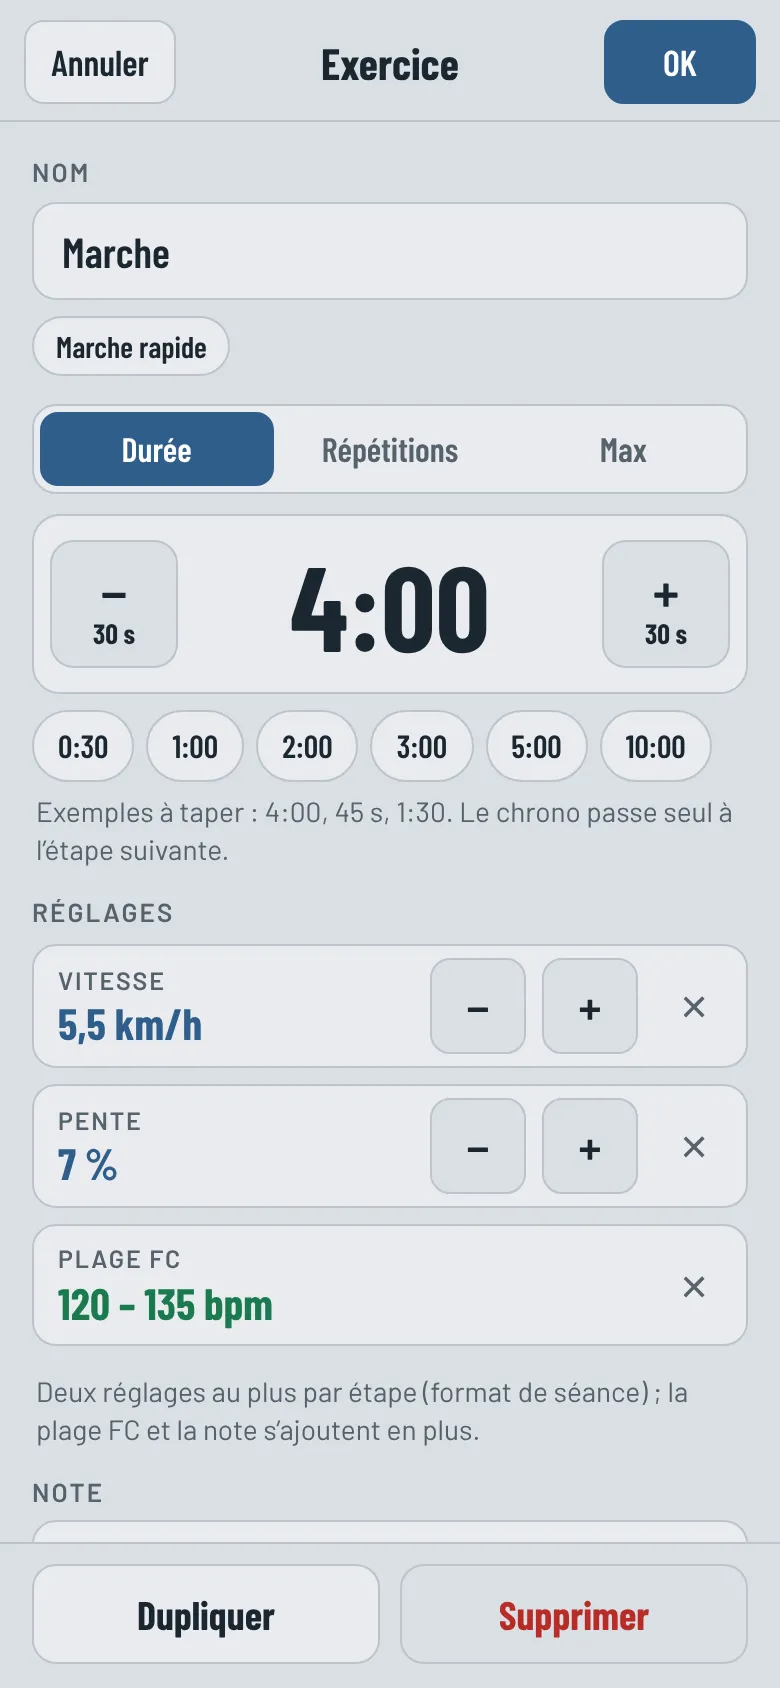 Annuler
Exercice
OK
NOM
Marche
Marche rapide
Durée
Répétitions
Max
–
30 s
4:00
+
30 s
0:30
1:00
2:00
3:00
5:00
10:00
Exemples à taper : 4:00, 45 s, 1:30. Le chrono passe seul à
l’étape suivante.
RÉGLAGES
VITESSE
5,5 km/h
– + ×
PENTE
7 %
– + ×
PLAGE FC
120 – 135 bpm
×
Deux réglages au plus par étape (format de séance) ; la
plage FC et la note s’ajoutent en plus.
NOTE
Dupliquer
Supprimer